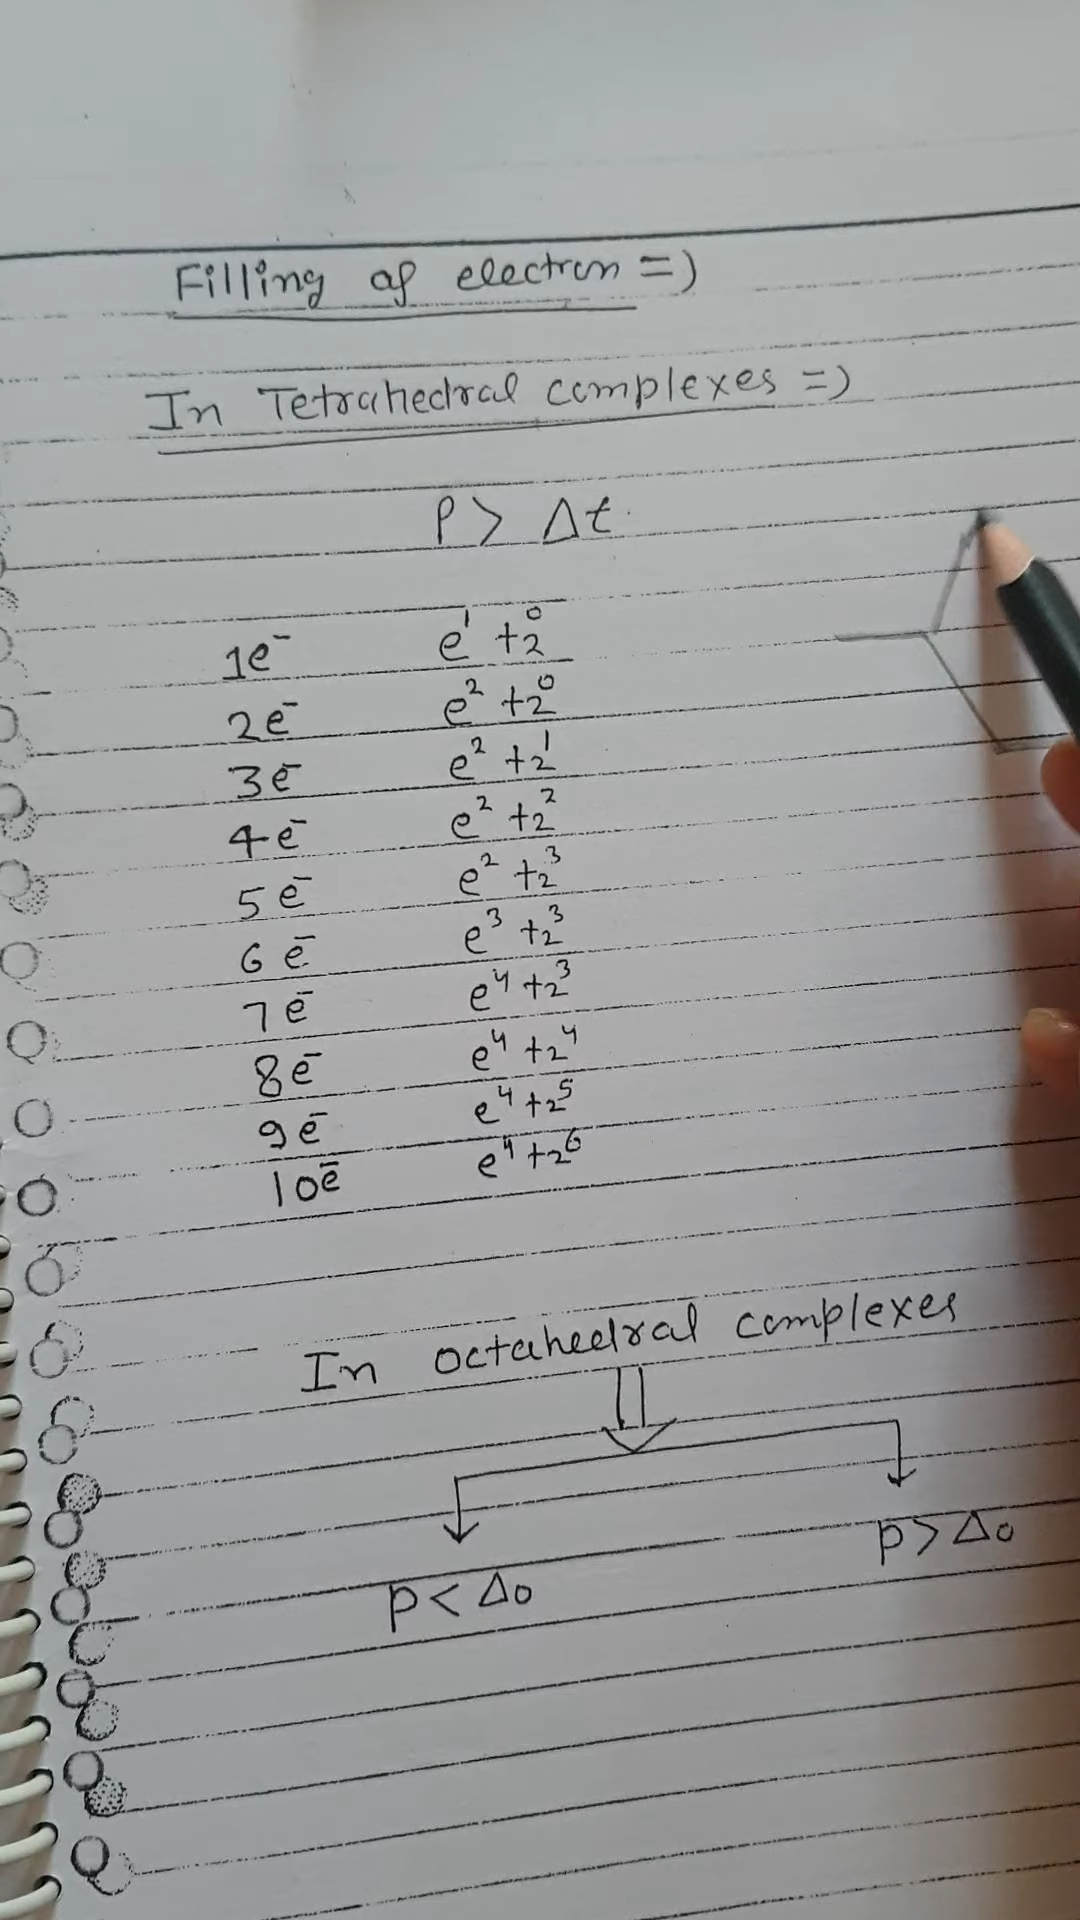 Filling of electron =)
In Tetrahedral complexes =)
P > Δt
1e⁻ e¹ t₂⁰
2e⁻ e² t₂⁰
3e⁻ e² t₂¹
4e⁻ e² t₂²
5e⁻ e² t₂³
6e⁻ e³ t₂³
7e⁻ e⁴ t₂³
8e⁻ e⁴ t₂⁴
9e⁻ e⁴ t₂⁵
10e⁻ e⁴ t₂⁶
In octahedral complexes
P < Δo
P > Δo